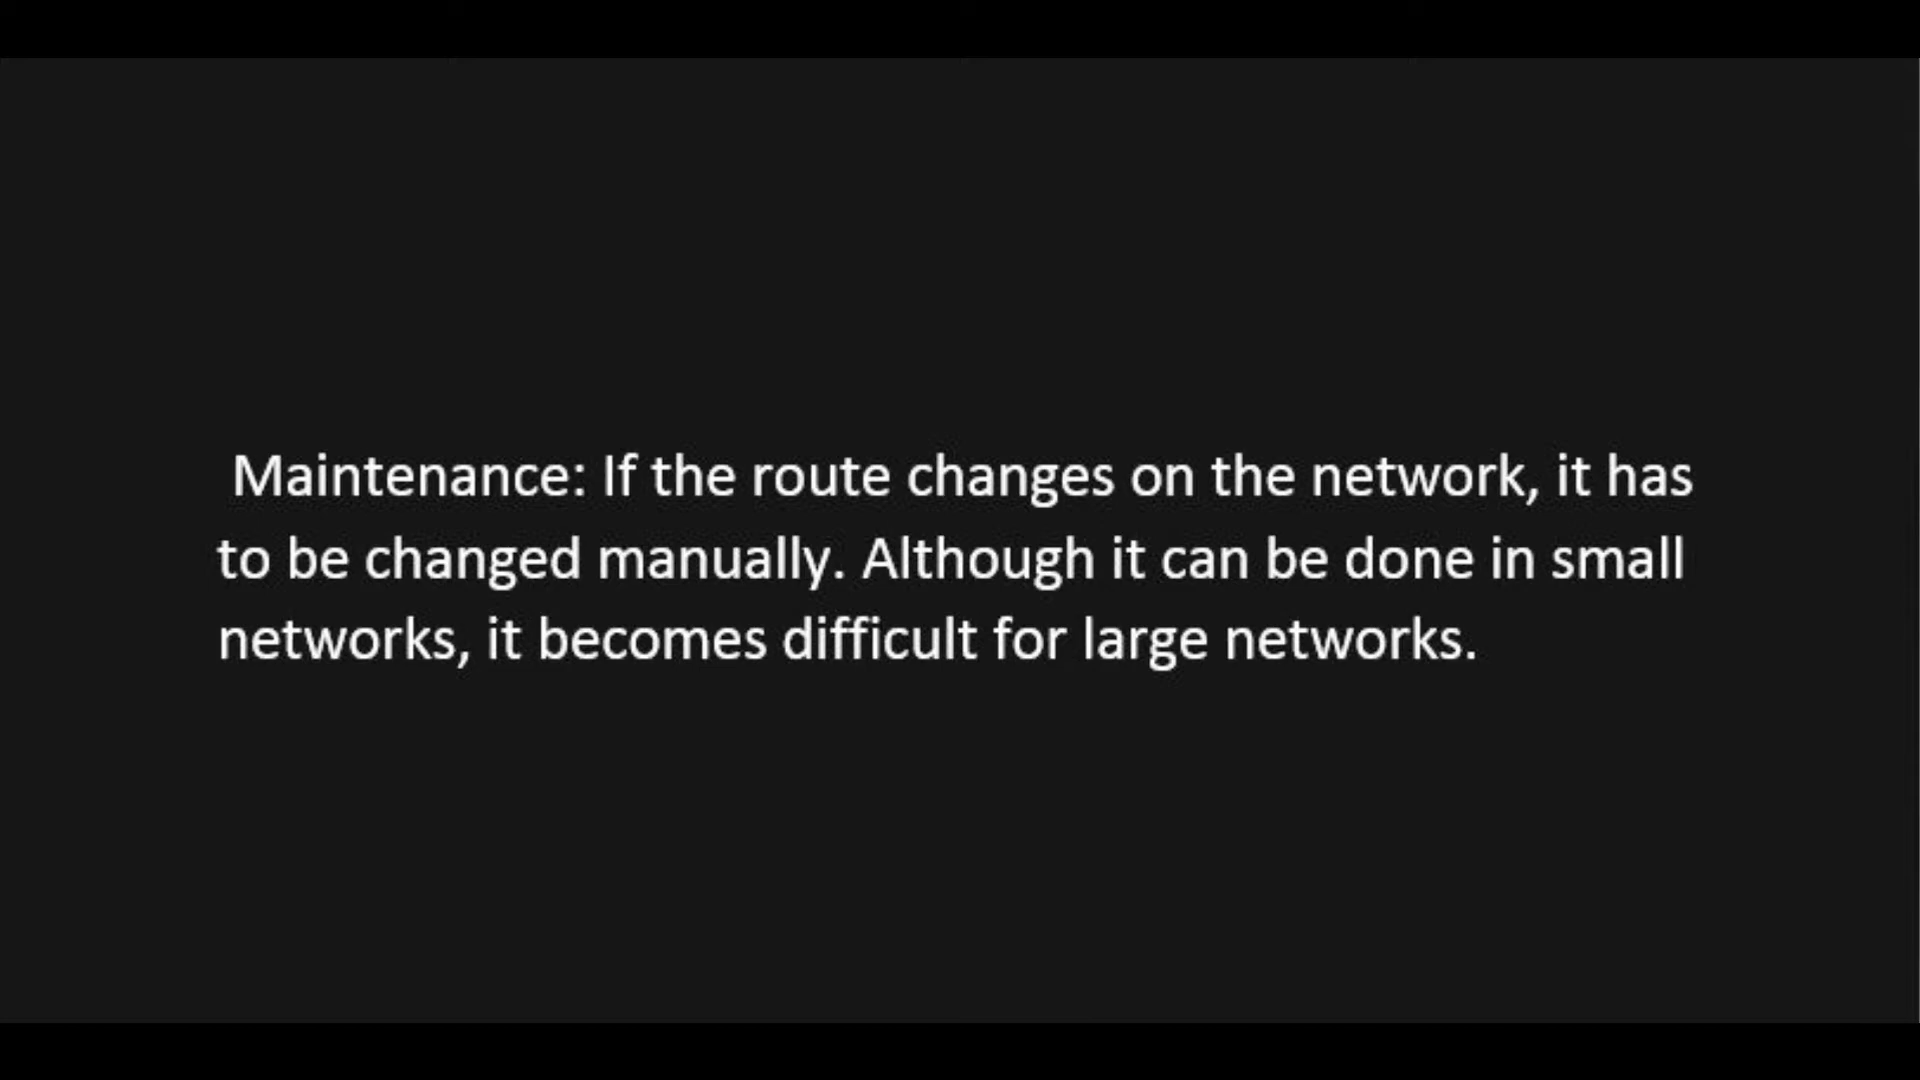 Maintenance: If the route changes on the network, it has
to be changed manually. Although it can be done in small
networks, it becomes difficult for large networks.